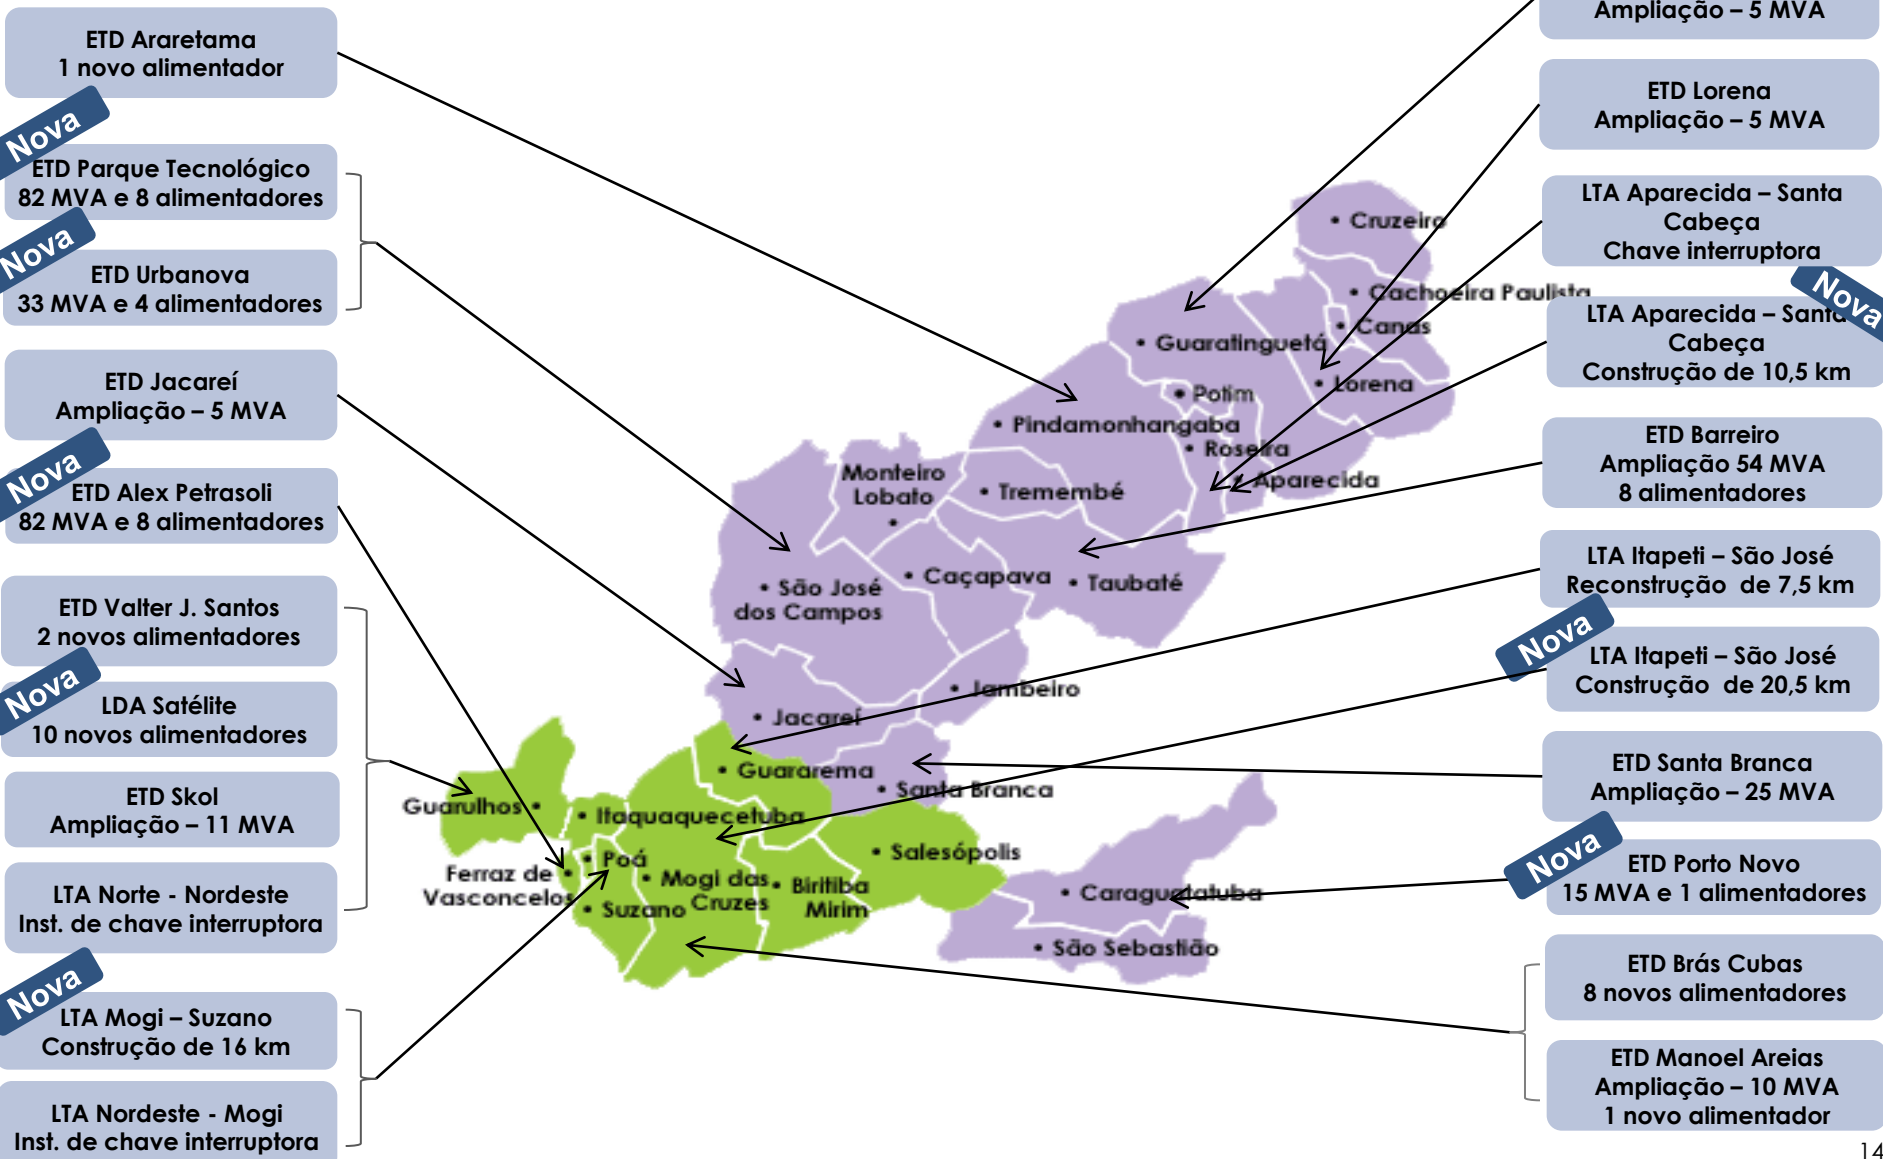 ETD Araretama
1 novo alimentador
Nova
ETD Parque Tecnológico
82 MVA e 8 alimentadores
Nova
ETD Urbanova
33 MVA e 4 alimentadores
ETD Jacareí
Ampliação – 5 MVA
Nova
ETD Alex Petrasoli
82 MVA e 8 alimentadores
ETD Valter J. Santos
2 novos alimentadores
Nova
LDA Satélite
10 novos alimentadores
ETD Skol
Ampliação – 11 MVA
LTA Norte - Nordeste
Inst. de chave interruptora
Nova
LTA Mogi – Suzano
Construção de 16 km
LTA Nordeste - Mogi
Inst. de chave interruptora
• Cruzeiro
• Cachoeira Paulista
• Canas
• Guaratinguetá
• Lorena
• Potim
• Pindamonhangaba
• Roseira
• Aparecida
Monteiro
Lobato
•
• Tremembé
• Caçapava
• Taubaté
• São José
dos Campos
• Jambeiro
• Jacareí
• Guararema
• Santa Branca
Guarulhos •
• Itaquaquecetuba
• Poá
Ferraz de •
Vasconcelos
• Mogi das
Cruzes
• Suzano
• Biritiba
Mirim
• Salesópolis
• Caraguatatuba
• São Sebastião
Ampliação – 5 MVA
ETD Lorena
Ampliação – 5 MVA
LTA Aparecida – Santa
Cabeça
Chave interruptora
Nova
LTA Aparecida – Santa
Cabeça
Construção de 10,5 km
ETD Barreiro
Ampliação 54 MVA
8 alimentadores
LTA Itapeti – São José
Reconstrução de 7,5 km
Nova
LTA Itapeti – São José
Construção de 20,5 km
ETD Santa Branca
Ampliação – 25 MVA
Nova
ETD Porto Novo
15 MVA e 1 alimentadores
ETD Brás Cubas
8 novos alimentadores
ETD Manoel Areias
Ampliação – 10 MVA
1 novo alimentador
14